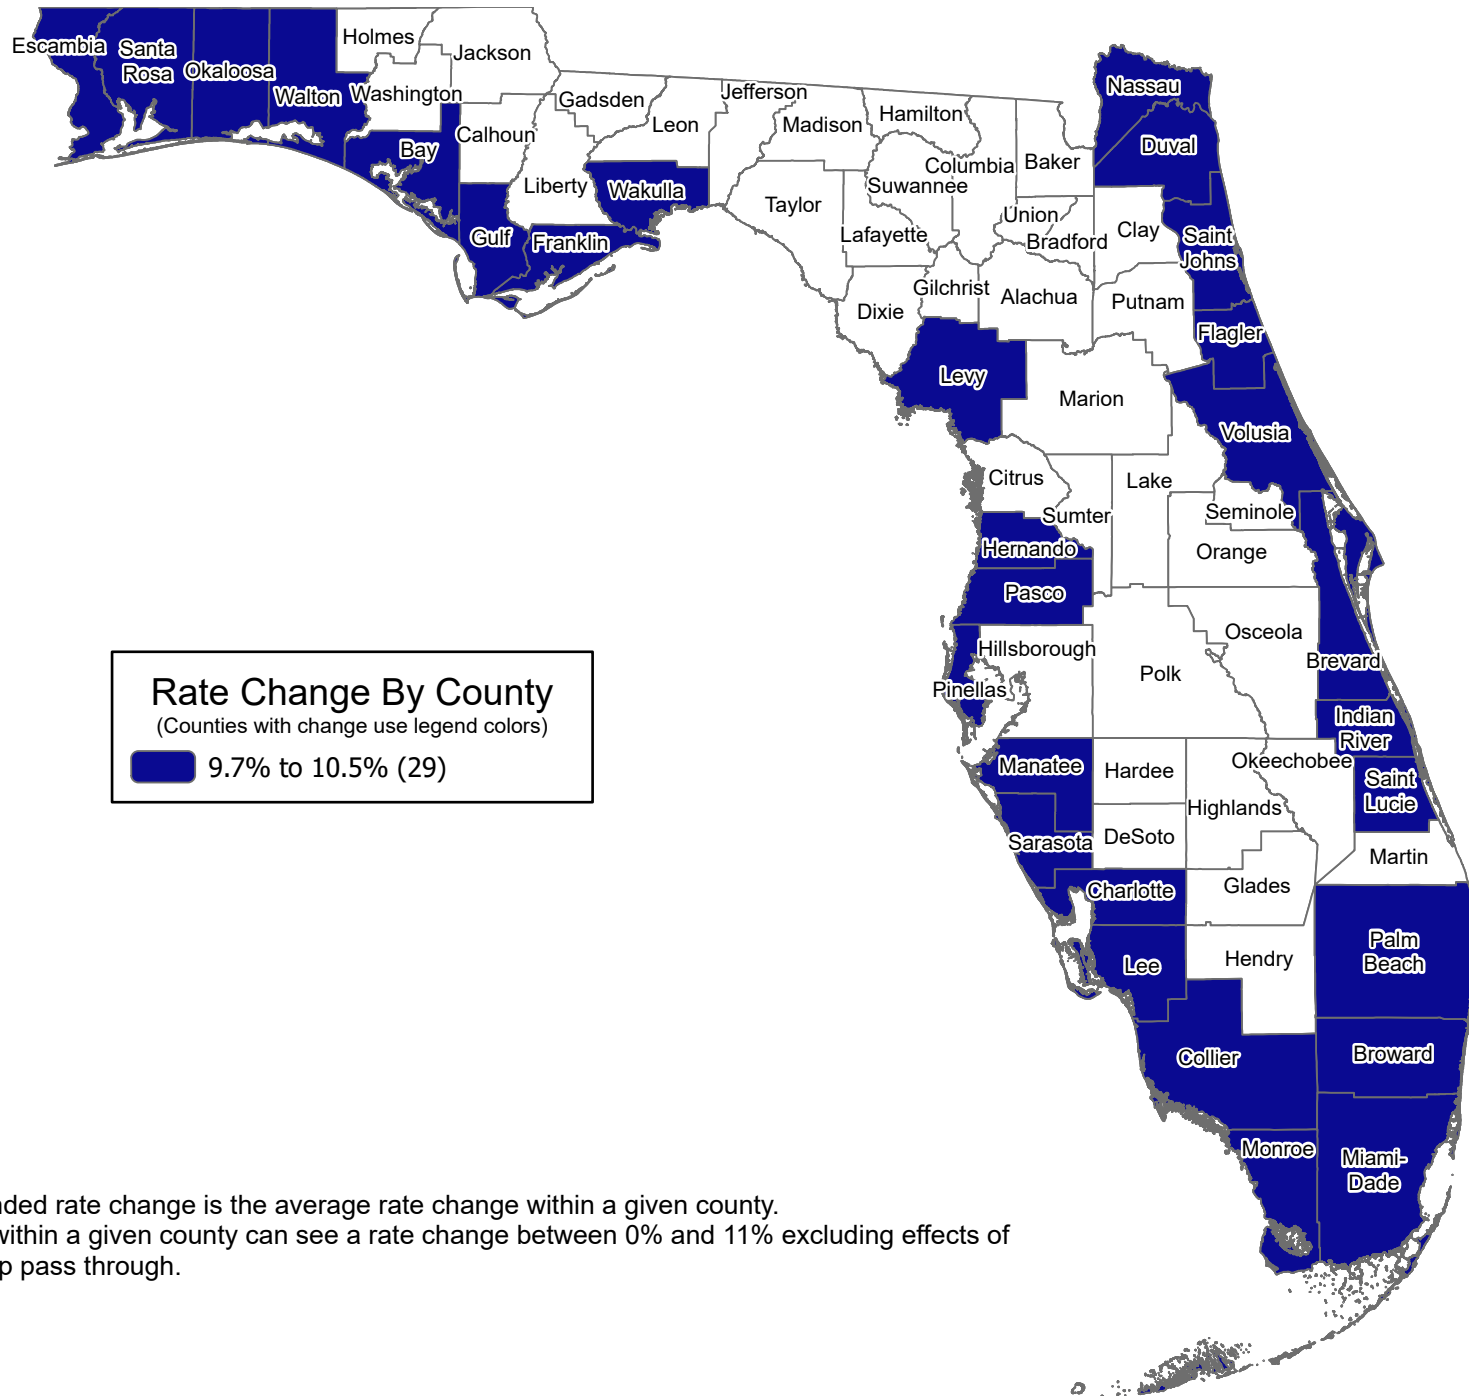 Escambia
Santa
Rosa
Okaloosa
Walton
Holmes
Jackson
Washington
Bay
Calhoun
Gulf
Liberty
Franklin
Gadsden
Leon
Wakulla
Jefferson
Madison
Taylor
Hamilton
Suwannee
Lafayette
Columbia
Baker
Union
Bradford
Nassau
Duval
Clay
Saint
Johns
Dixie
Gilchrist
Alachua
Putnam
Flagler
Levy
Marion
Volusia
Citrus
Sumter
Lake
Seminole
Orange
Hernando
Pasco
Hillsborough
Pinellas
Polk
Osceola
Brevard
Indian
River
Manatee
Hardee
Highlands
Okeechobee
Saint
Lucie
Sarasota
DeSoto
Martin
Charlotte
Glades
Lee
Hendry
Palm
Beach
Collier
Broward
Monroe
Miami-
Dade
Rate Change By County
(Counties with change use legend colors)
9.7% to 10.5% (29)
nded rate change is the average rate change within a given county.
within a given county can see a rate change between 0% and 11% excluding effects of
p pass through.